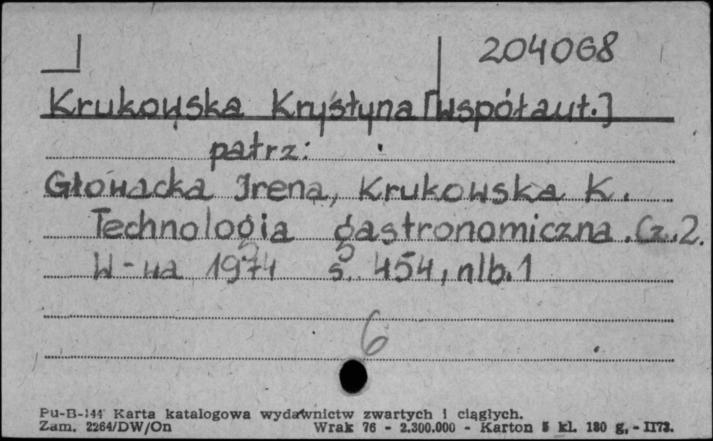 204068
Krukowska Krystyna [współaut.]
patrz:
Głowacka Irena, Krukowska K.
Technologia gastronomiczna. Cz. 2.
W-wa 1974 s. 454, nlb. 1
6
Pu-B-144 Karta katalogowa wydawnictw zwartych i ciągłych.
Zam. 2264/DW/On Wrak 76 - 2.300.000 - Karton 5 kl. 180 g. - II73.